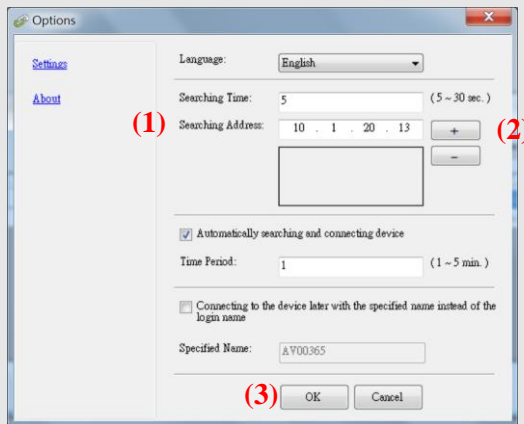 Options
X
Settings
About
Language:
English
Searching Time:
5
( 5 ~ 30 sec. )
(1)
Searching Address:
10 . 1 . 20 . 13
+
(2)
-
Automatically searching and connecting device
Time Period:
1
( 1 ~ 5 min. )
Connecting to the device later with the specified name instead of the
login name
Specified Name:
AV00365
(3)
OK
Cancel